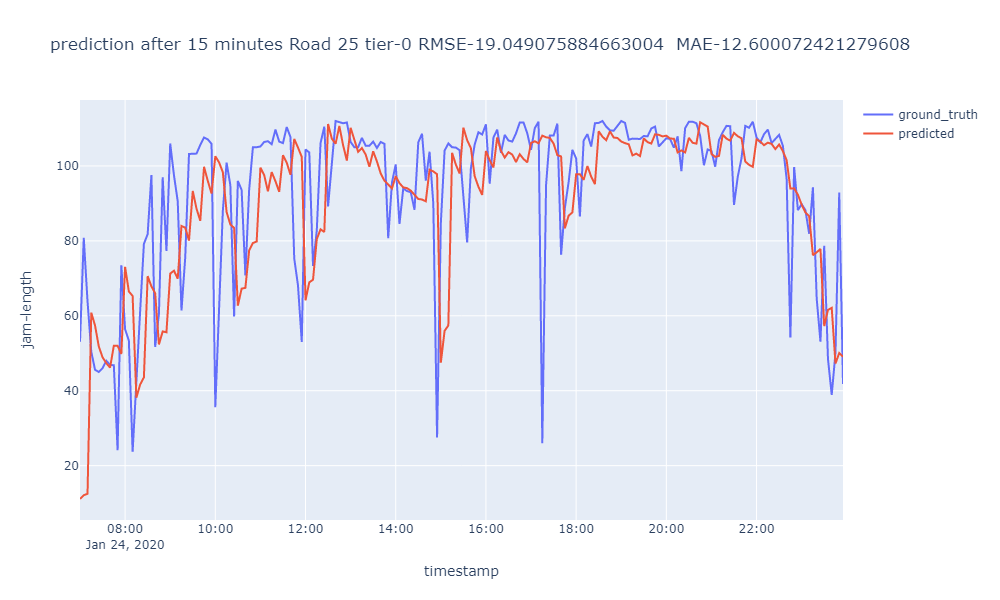 prediction after 15 minutes Road 25 tier-0 RMSE-19.049075884663004  MAE-12.600072421279608
ground_truth
predicted
jam-length
100
80
60
40
20
08:00 10:00 12:00 14:00 16:00 18:00 20:00 22:00
Jan 24, 2020
timestamp